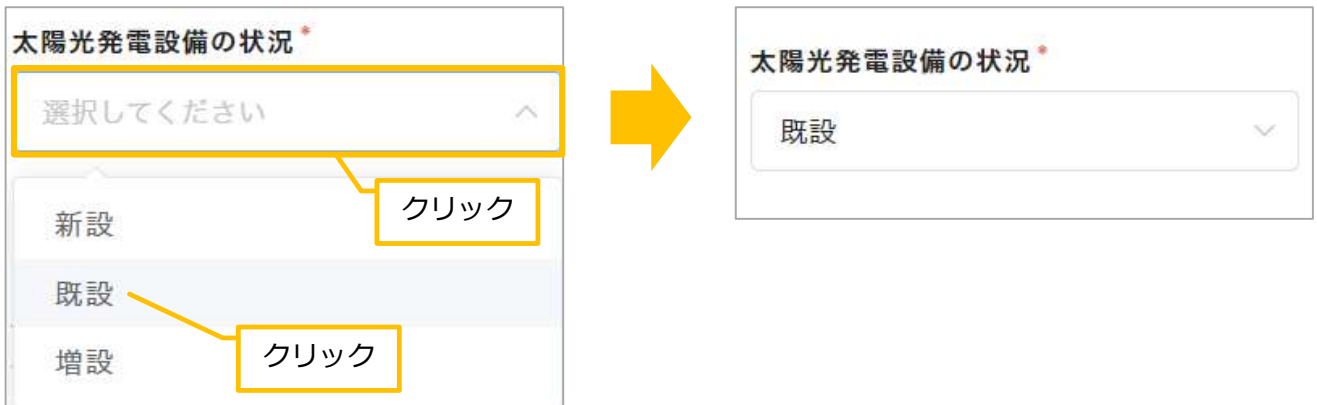 太陽光発電設備の状況*
選択してください
クリック
新設
既設
クリック
増設
太陽光発電設備の状況*
既設